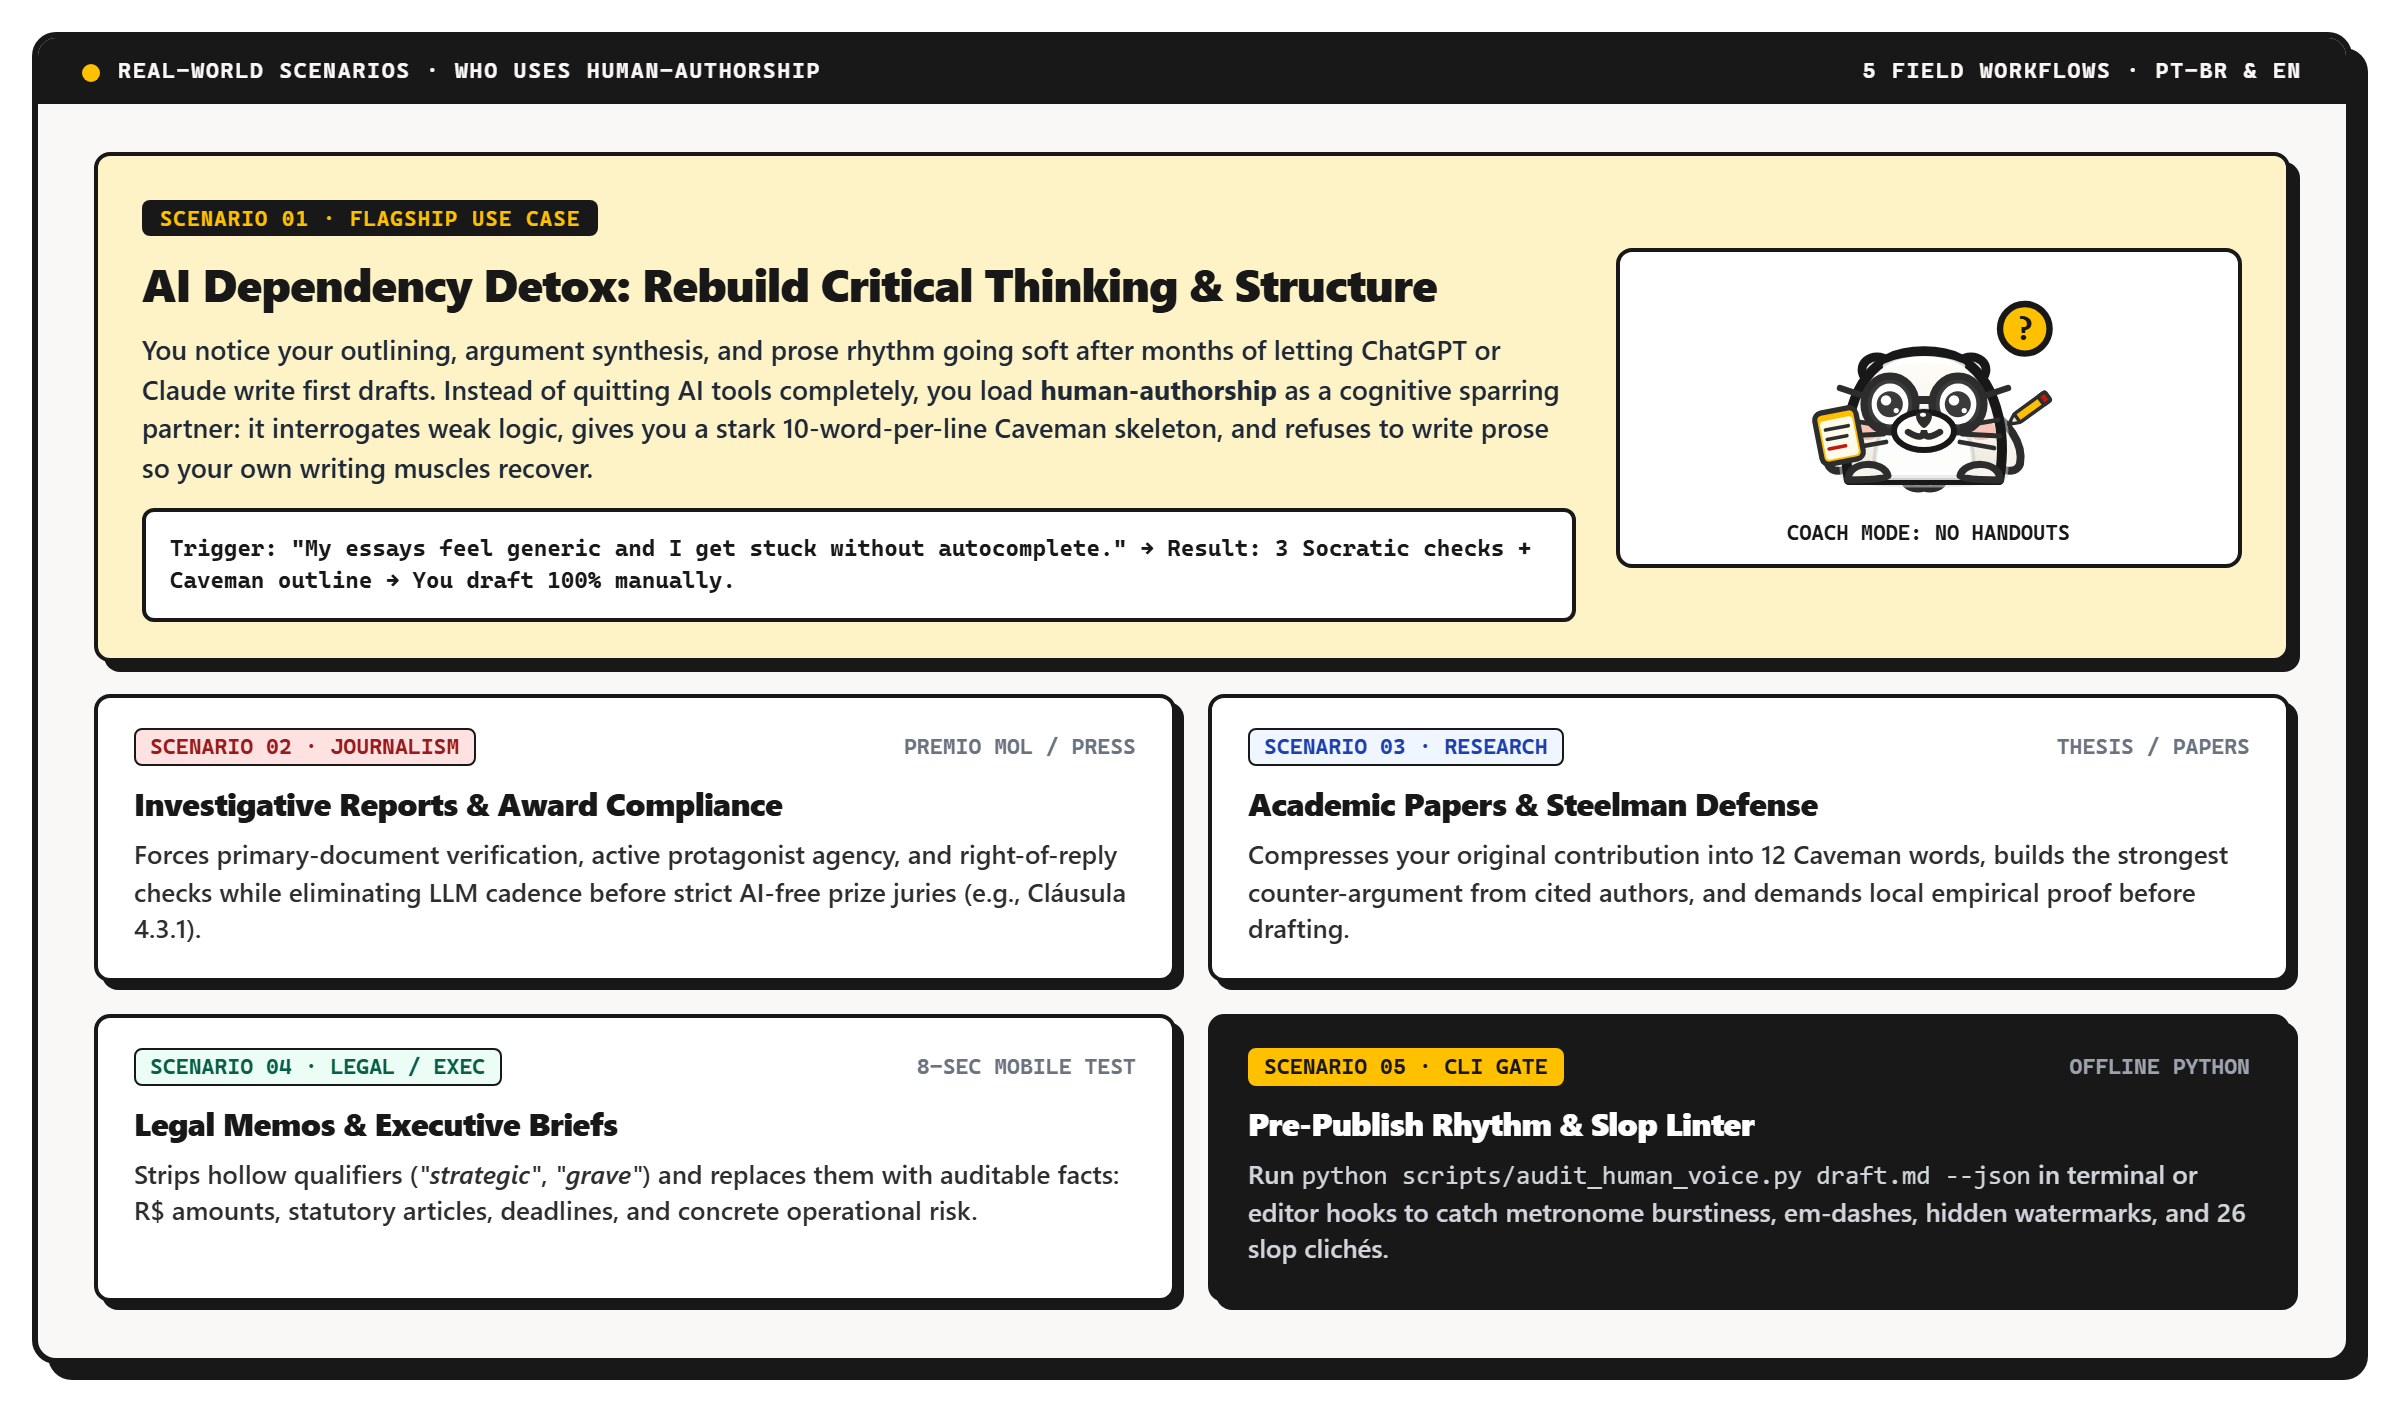 REAL-WORLD SCENARIOS · WHO USES HUMAN-AUTHORSHIP
5 FIELD WORKFLOWS · PT-BR & EN
SCENARIO 01 · FLAGSHIP USE CASE
AI Dependency Detox: Rebuild Critical Thinking & Structure
You notice your outlining, argument synthesis, and prose rhythm going soft after months of letting ChatGPT or
Claude write first drafts. Instead of quitting AI tools completely, you load human-authorship as a cognitive sparring
partner: it interrogates weak logic, gives you a stark 10-word-per-line Caveman skeleton, and refuses to write prose
so your own writing muscles recover.
Trigger: "My essays feel generic and I get stuck without autocomplete." → Result: 3 Socratic checks +
Caveman outline → You draft 100% manually.
?
COACH MODE: NO HANDOUTS
SCENARIO 02 · JOURNALISM
PREMIO MOL / PRESS
Investigative Reports & Award Compliance
Forces primary-document verification, active protagonist agency, and right-of-reply
checks while eliminating LLM cadence before strict AI-free prize juries (e.g., Cláusula
4.3.1).
SCENARIO 03 · RESEARCH
THESIS / PAPERS
Academic Papers & Steelman Defense
Compresses your original contribution into 12 Caveman words, builds the strongest
counter-argument from cited authors, and demands local empirical proof before
drafting.
SCENARIO 04 · LEGAL / EXEC
8-SEC MOBILE TEST
Legal Memos & Executive Briefs
Strips hollow qualifiers ("strategic", "grave") and replaces them with auditable facts:
R$ amounts, statutory articles, deadlines, and concrete operational risk.
SCENARIO 05 · CLI GATE
OFFLINE PYTHON
Pre-Publish Rhythm & Slop Linter
Run python scripts/audit_human_voice.py draft.md --json in terminal or
editor hooks to catch metronome burstiness, em-dashes, hidden watermarks, and 26
slop clichés.